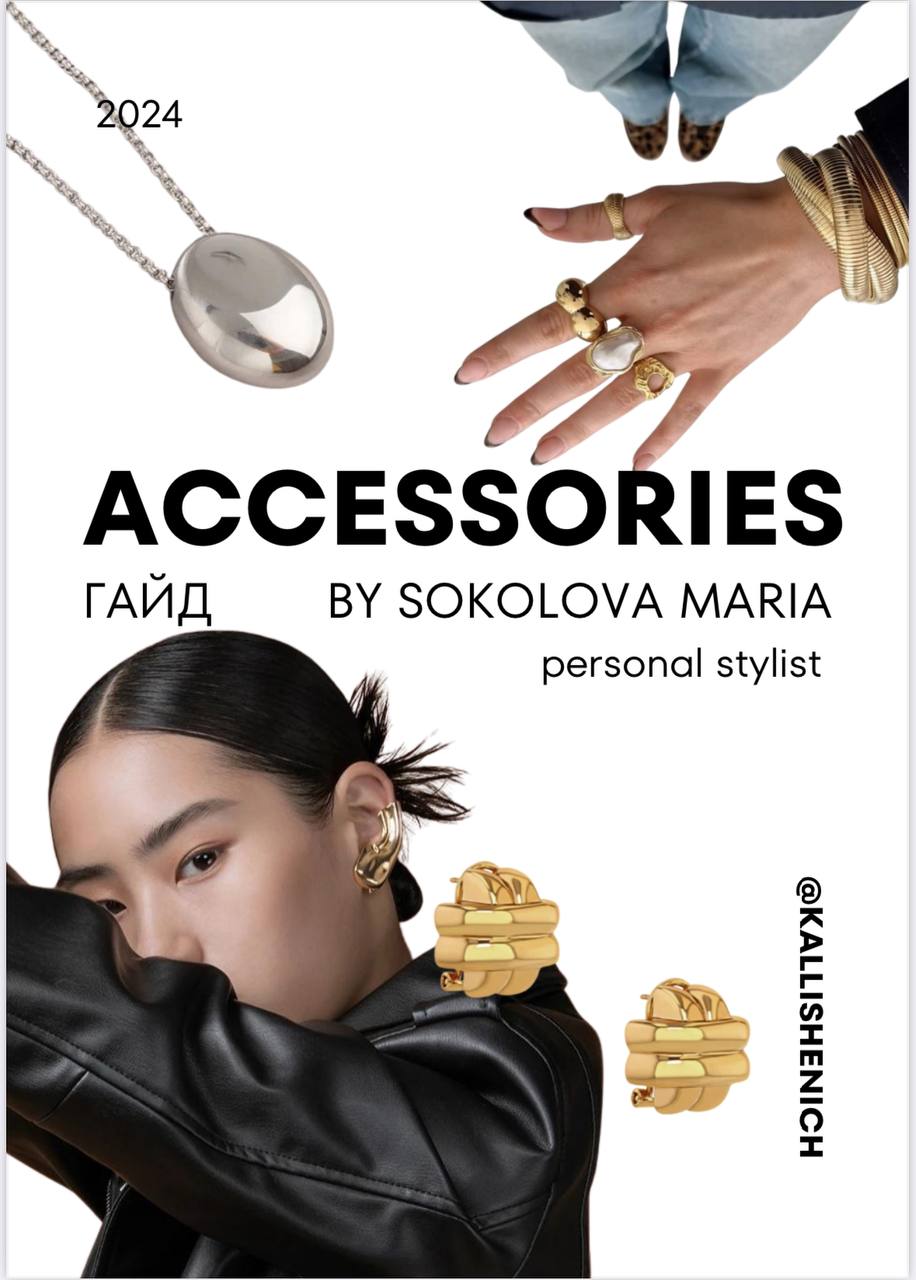 2024
ACCESSORIES
ГАЙД BY SOKOLOVA MARIA
personal stylist
@KALLISHENICH